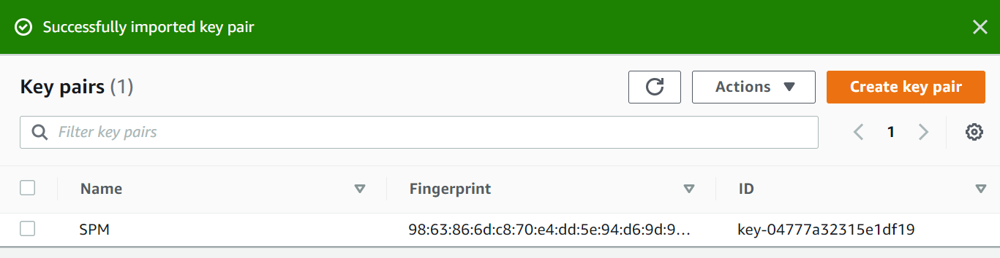 Successfully imported key pair
Key pairs (1)
Actions
Create key pair
Filter key pairs
1
Name
Fingerprint
ID
SPM
98:63:86:6d:c8:70:e4:dd:5e:94:d6:9d:9…
key-04777a32315e1df19